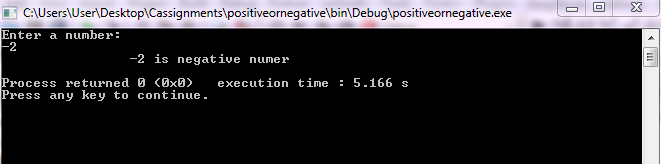 C:\Users\User\Desktop\Cassignments\positiveornegative\bin\Debug\positiveornegative.exe
Enter a number:
-2
-2 is negative numer
Process returned 0 (0x0)   execution time : 5.166 s
Press any key to continue.